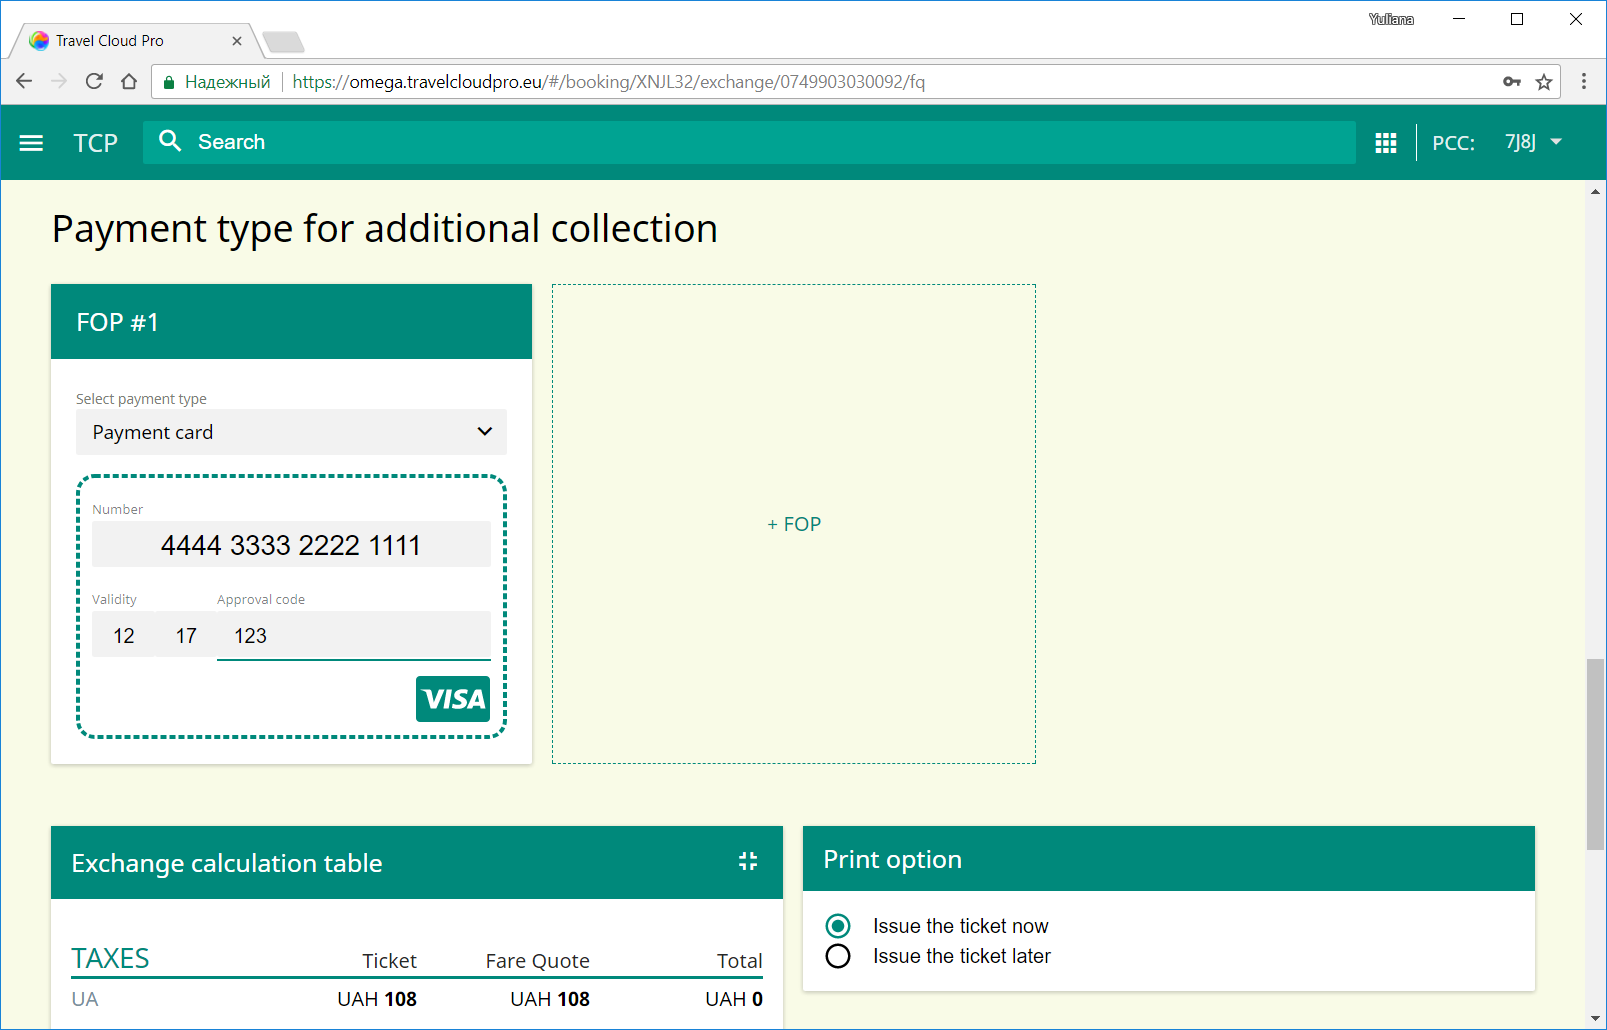 Yuliana
Travel Cloud Pro
Надежный https://omega.travelcloudpro.eu/#/booking/XNJL32/exchange/0749903030092/fq
TCP Search PCC: 7J8J
Payment type for additional collection
FOP #1
Select payment type
Payment card
Number
4444 3333 2222 1111
Validity Approval code
12 17 123
VISA
+ FOP
Exchange calculation table
TAXES Ticket Fare Quote Total
UA UAH 108 UAH 108 UAH 0
Print option
Issue the ticket now
Issue the ticket later